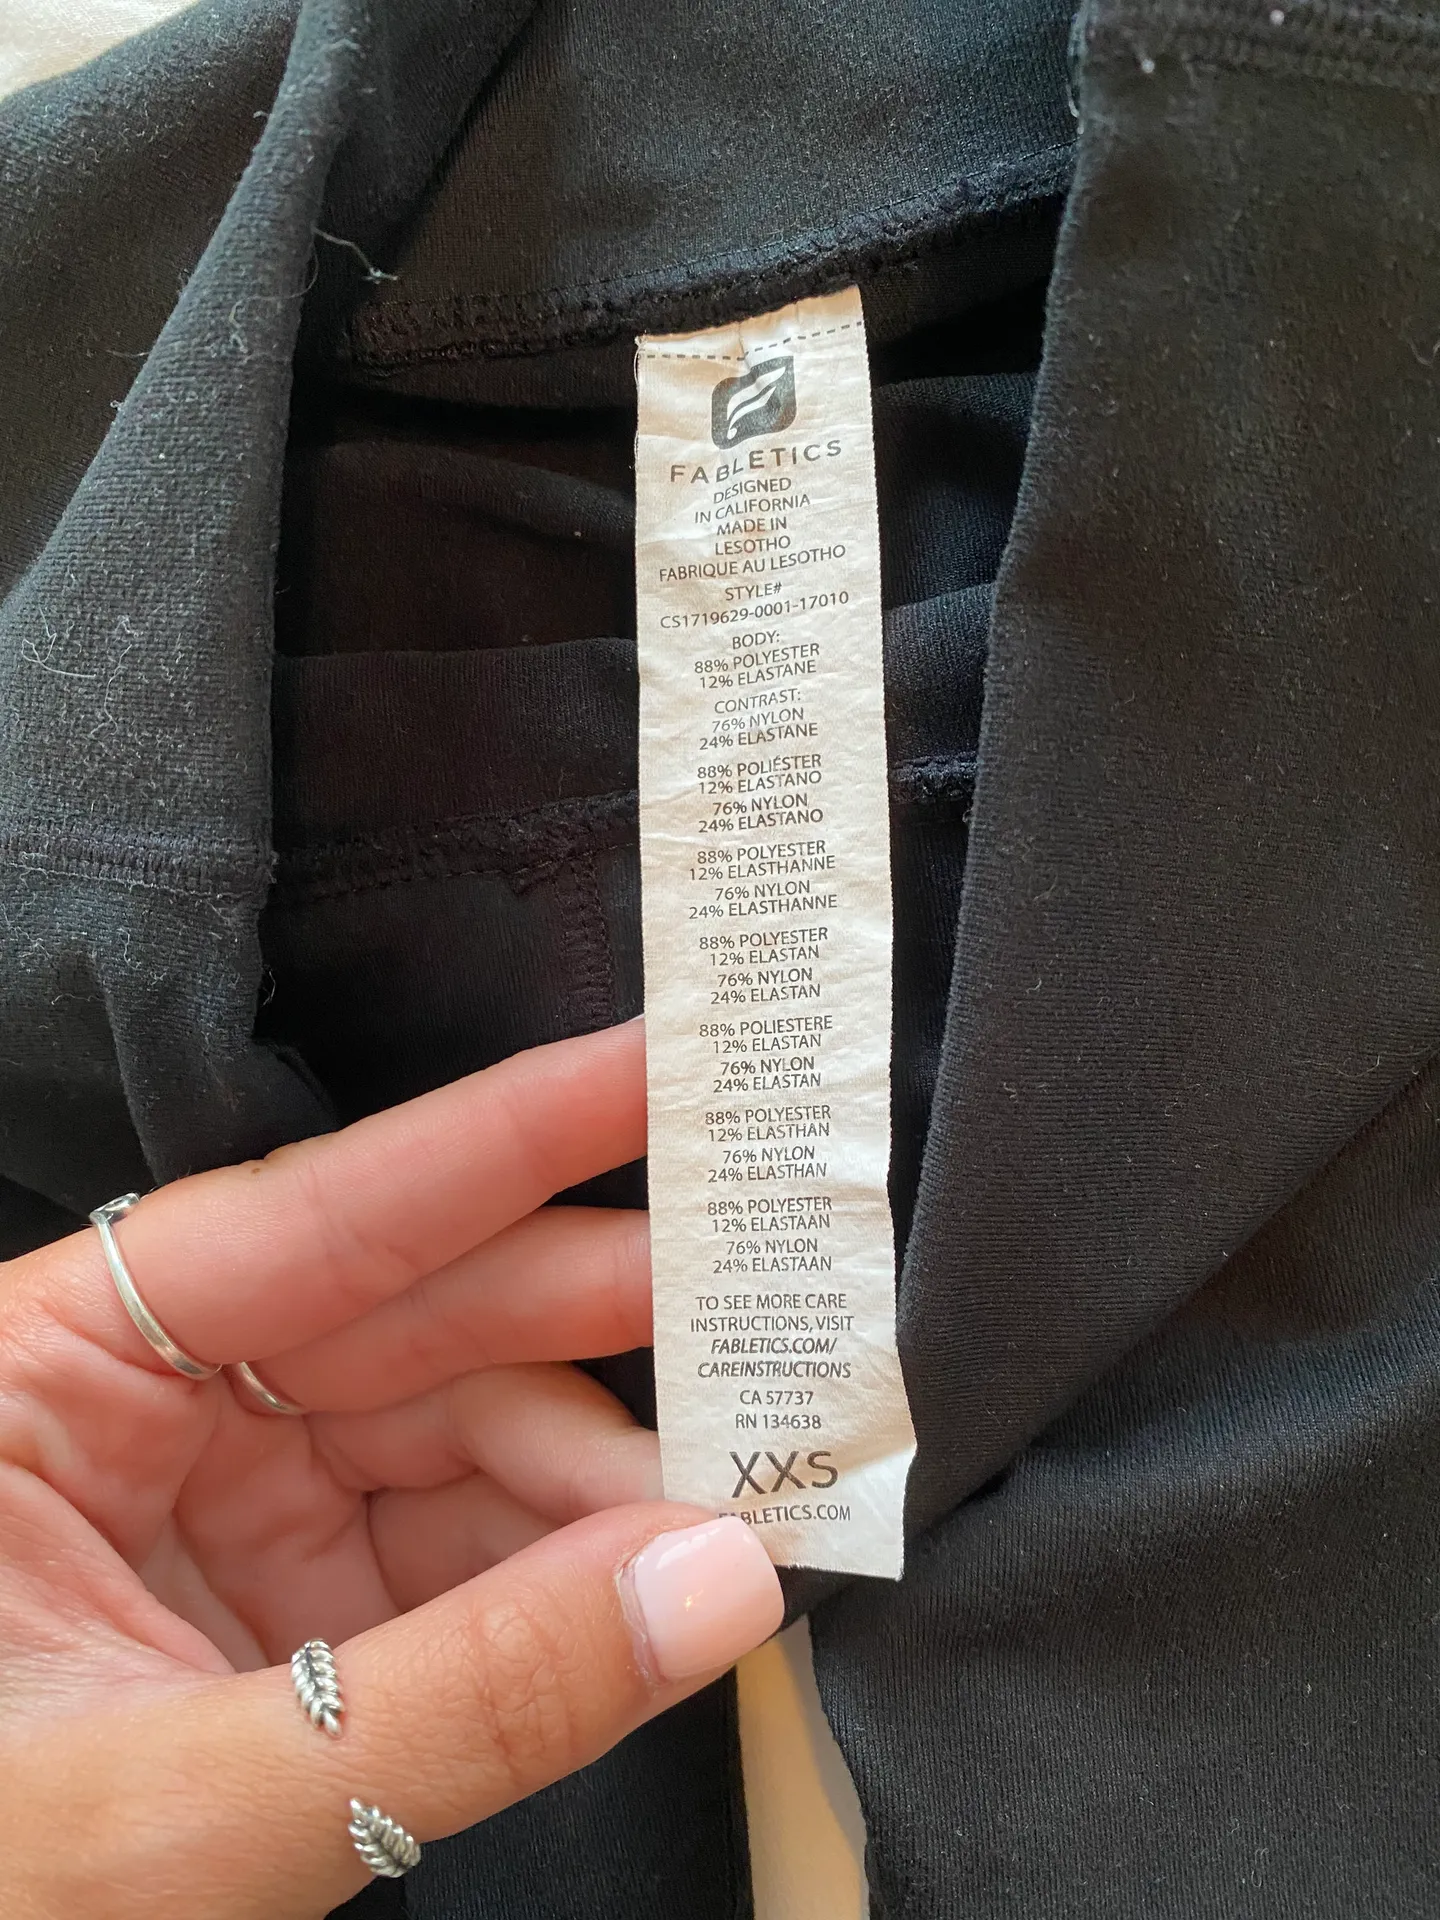 FABLETICS
DESIGNED
IN CALIFORNIA
MADE IN
LESOTHO
FABRIQUE AU LESOTHO
STYLE#
CS1719629-0001-17010
BODY:
88% POLYESTER
12% ELASTANE
CONTRAST:
76% NYLON
24% ELASTANE
88% POLIÉSTER
12% ELASTANO
76% NYLON
24% ELASTANO
88% POLYESTER
12% ELASTHANNE
76% NYLON
24% ELASTHANNE
88% POLYESTER
12% ELASTAN
76% NYLON
24% ELASTAN
88% POLIESTERE
12% ELASTAN
76% NYLON
24% ELASTAN
88% POLYESTER
12% ELASTHAN
76% NYLON
24% ELASTHAN
88% POLYESTER
12% ELASTAAN
76% NYLON
24% ELASTAAN
TO SEE MORE CARE
INSTRUCTIONS, VISIT
FABLETICS.COM/
CAREINSTRUCTIONS
CA 57737
RN 134638
XXS
FABLETICS.COM